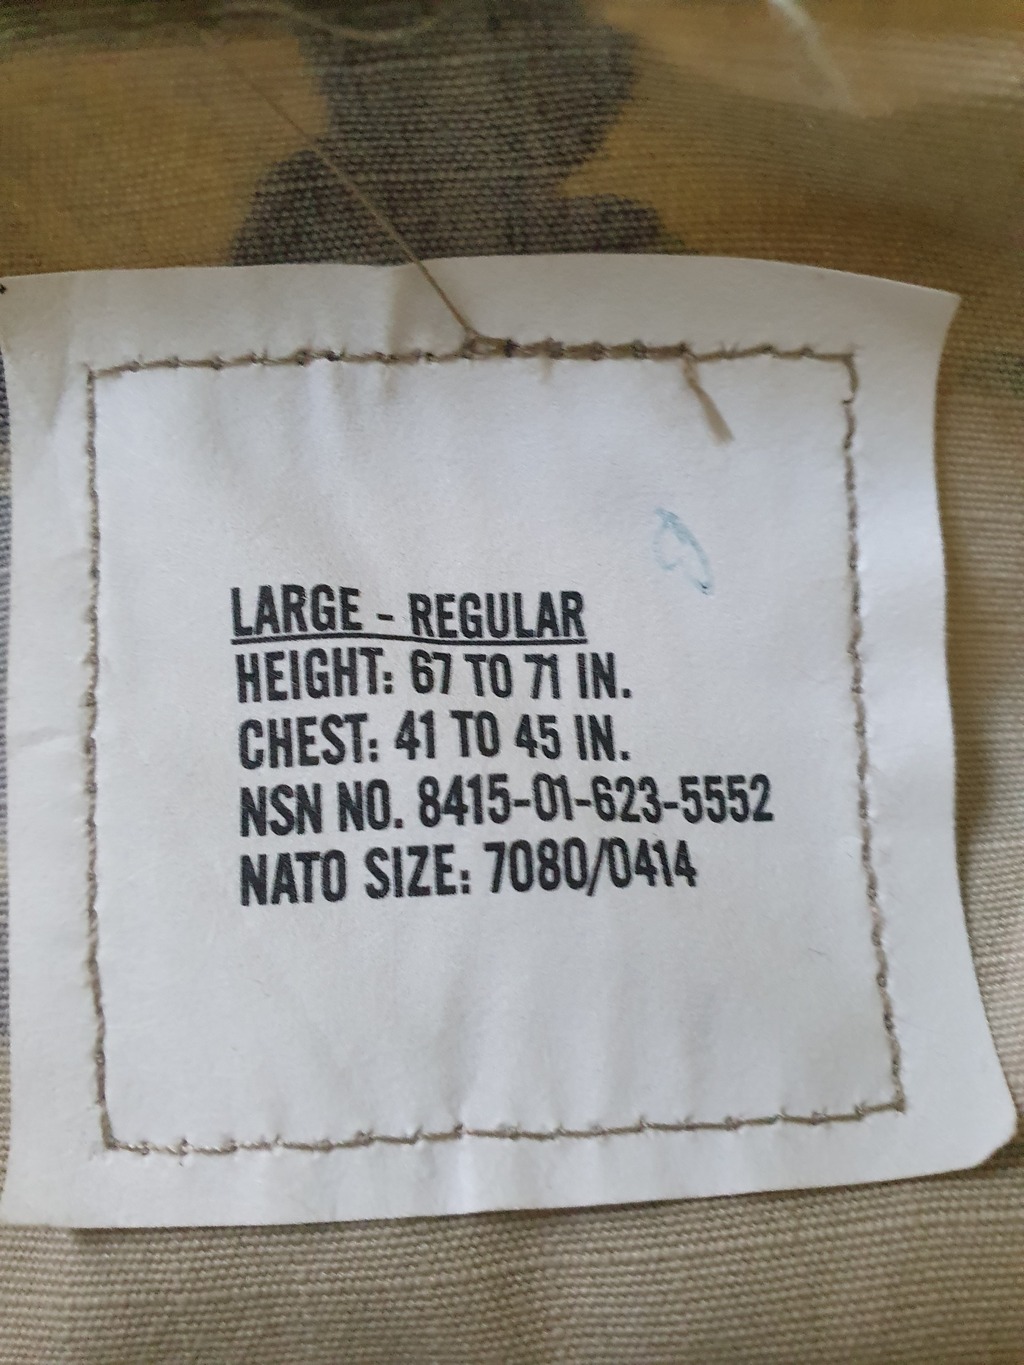 LARGE - REGULAR
HEIGHT: 67 TO 71 IN.
CHEST: 41 TO 45 IN.
NSN NO. 8415-01-623-5552
NATO SIZE: 7080/0414